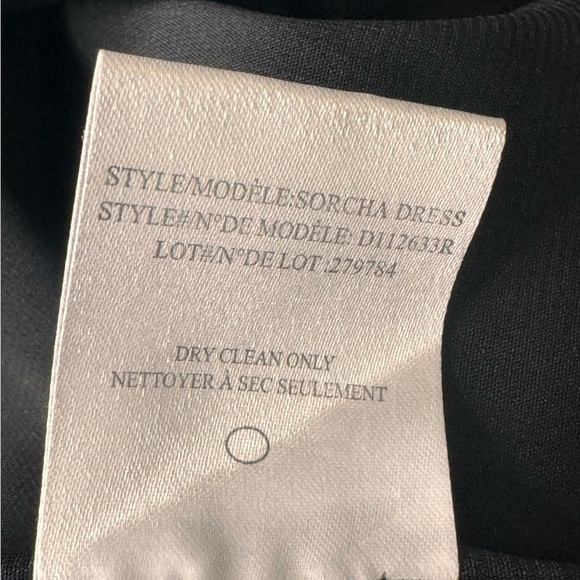 STYLE/MODÈLE:SORCHA DRESS
STYLE#/N°DE MODÈLE: D112633R
LOT#/N°DE LOT :279784
DRY CLEAN ONLY
NETTOYER À SEC SEULEMENT